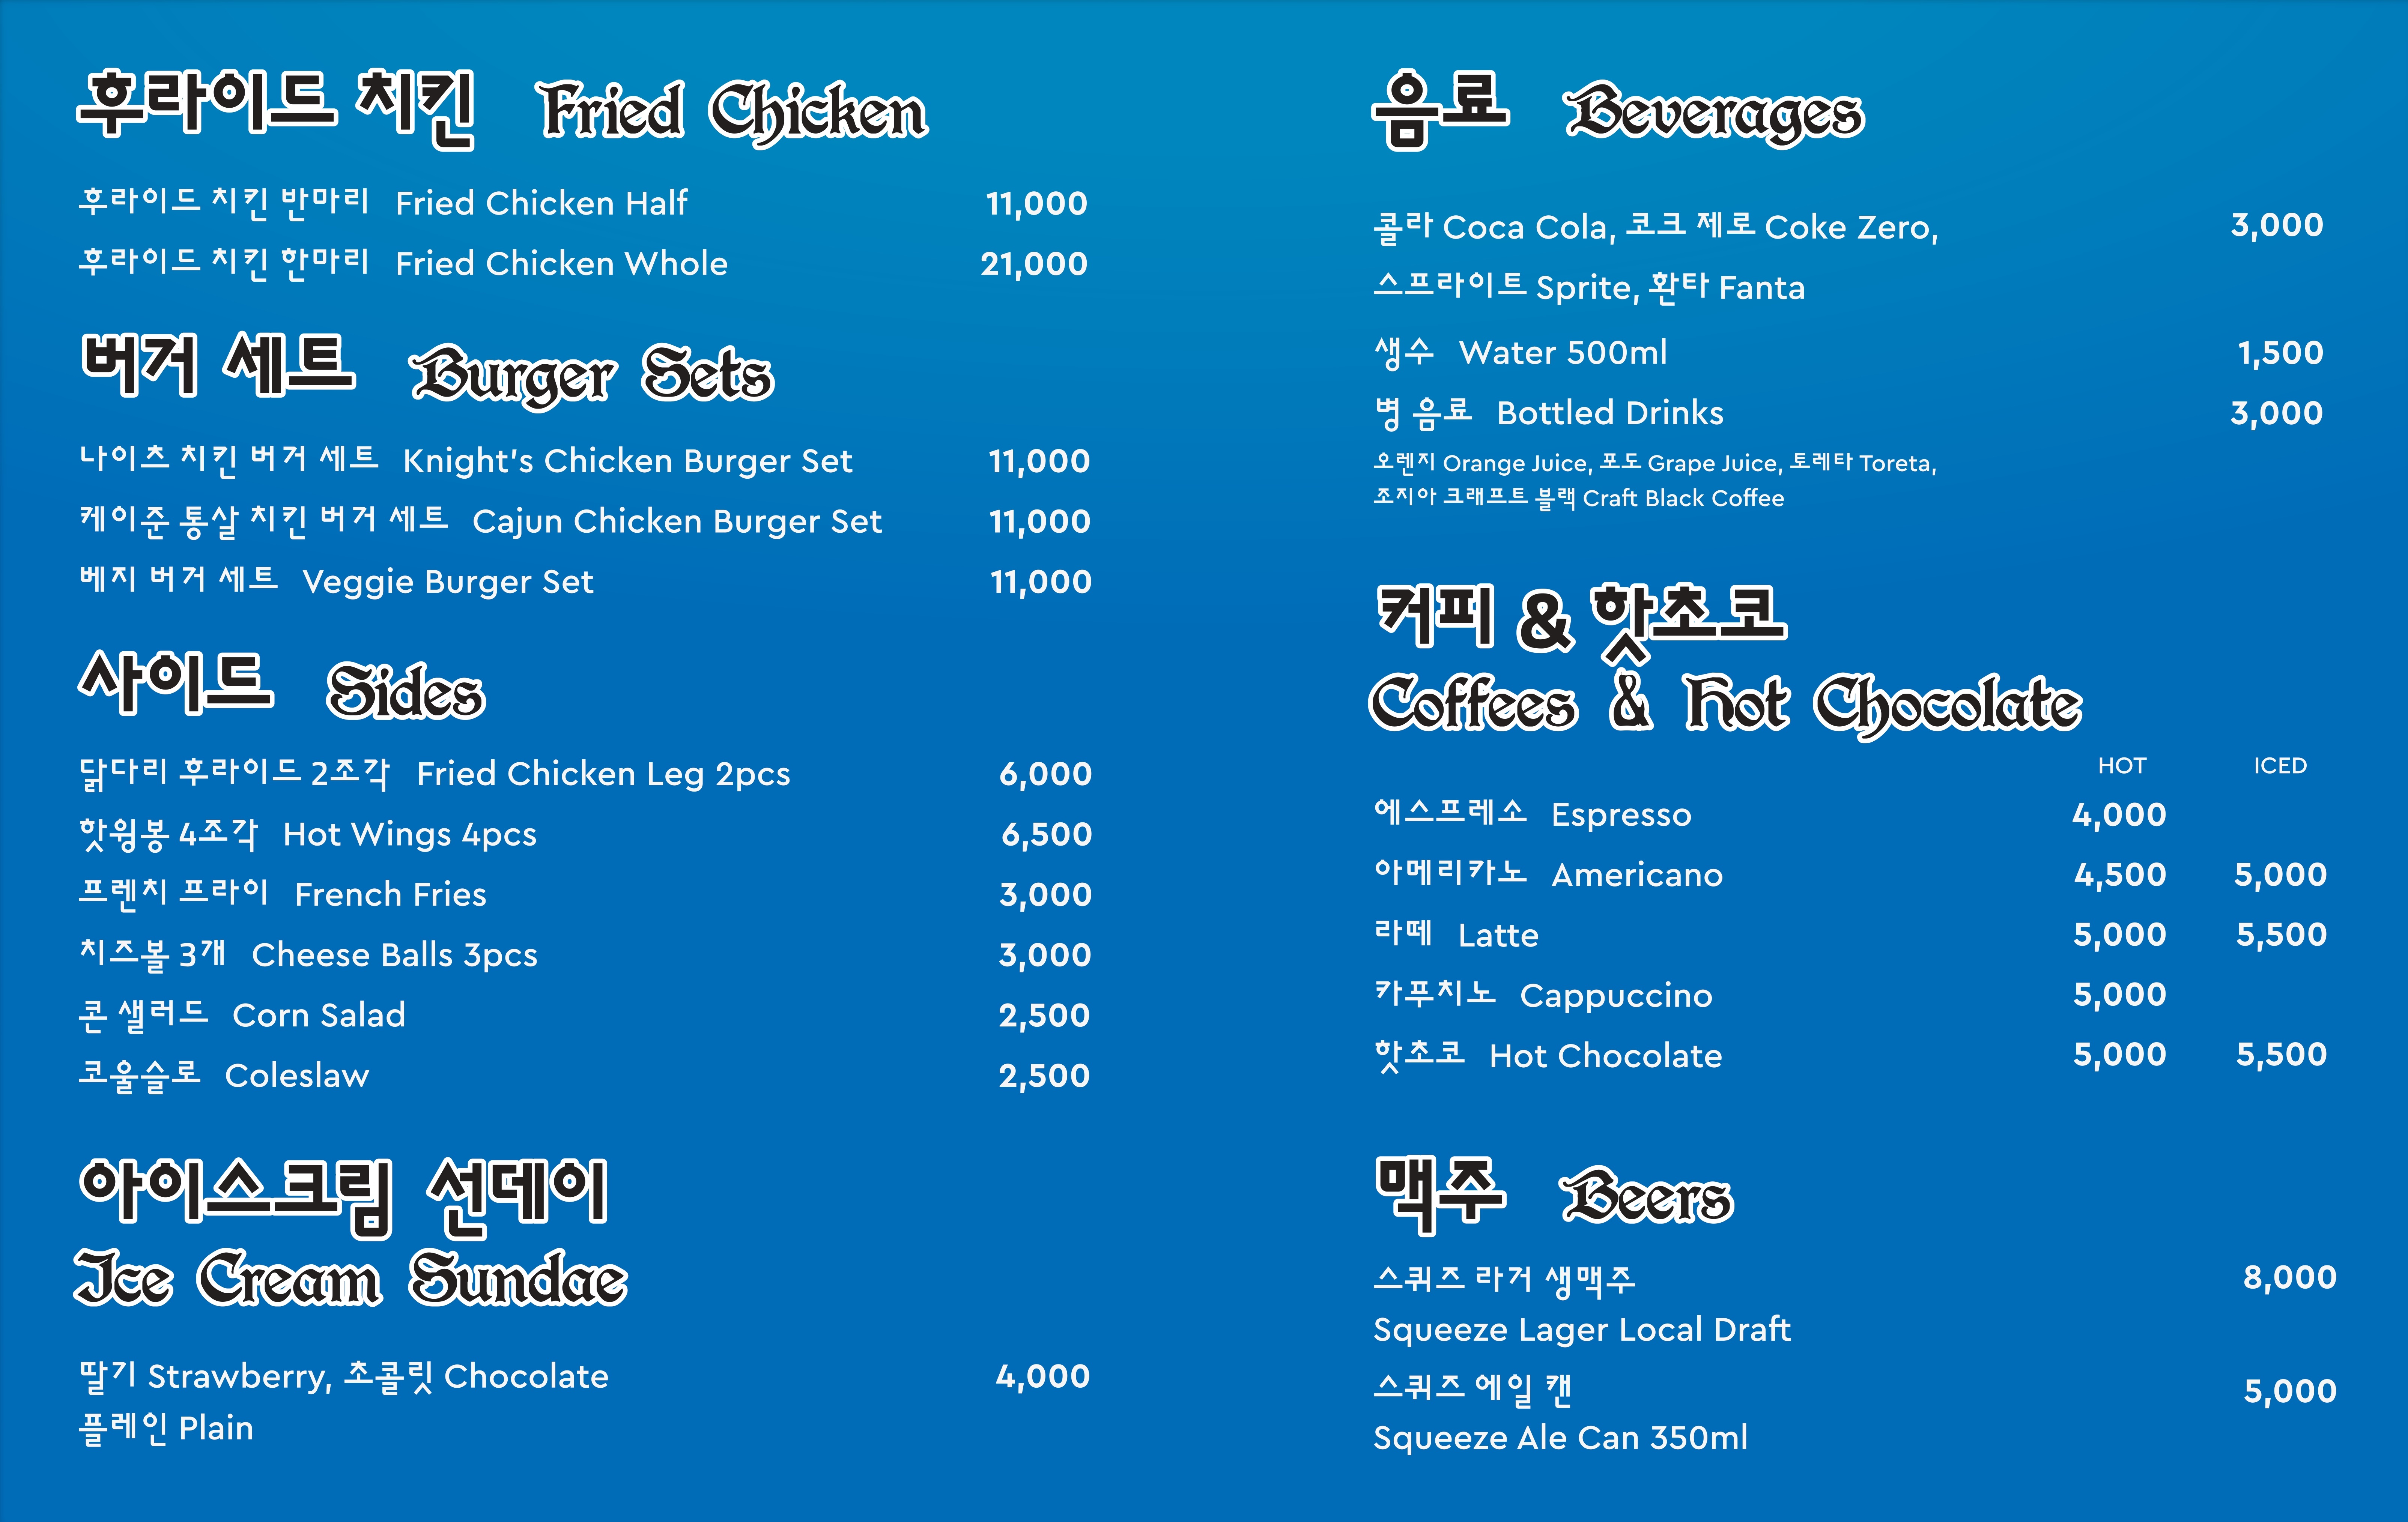 후라이드 치킨 Fried Chicken
후라이드 치킨 반마리 Fried Chicken Half 11,000
후라이드 치킨 한마리 Fried Chicken Whole 21,000
버거 세트 Burger Sets
나이츠 치킨 버거 세트 Knight's Chicken Burger Set 11,000
케이준 통살 치킨 버거 세트 Cajun Chicken Burger Set 11,000
베지 버거 세트 Veggie Burger Set 11,000
사이드 Sides
닭다리 후라이드 2조각 Fried Chicken Leg 2pcs 6,000
핫윙봉 4조각 Hot Wings 4pcs 6,500
프렌치 프라이 French Fries 3,000
치즈볼 3개 Cheese Balls 3pcs 3,000
콘 샐러드 Corn Salad 2,500
코울슬로 Coleslaw 2,500
아이스크림 선데이
Ice Cream Sundae
딸기 Strawberry, 초콜릿 Chocolate 4,000
플레인 Plain
음료 Beverages
콜라 Coca Cola, 코크 제로 Coke Zero, 3,000
스프라이트 Sprite, 환타 Fanta
생수 Water 500ml 1,500
병 음료 Bottled Drinks 3,000
오렌지 Orange Juice, 포도 Grape Juice, 토레타 Toreta,
조지아 크래프트 블랙 Craft Black Coffee
커피 & 핫초코
Coffees & Hot Chocolate
HOT ICED
에스프레소 Espresso 4,000
아메리카노 Americano 4,500 5,000
라떼 Latte 5,000 5,500
카푸치노 Cappuccino 5,000
핫초코 Hot Chocolate 5,000 5,500
맥주 Beers
스퀴즈 라거 생맥주 8,000
Squeeze Lager Local Draft
스퀴즈 에일 캔 5,000
Squeeze Ale Can 350ml